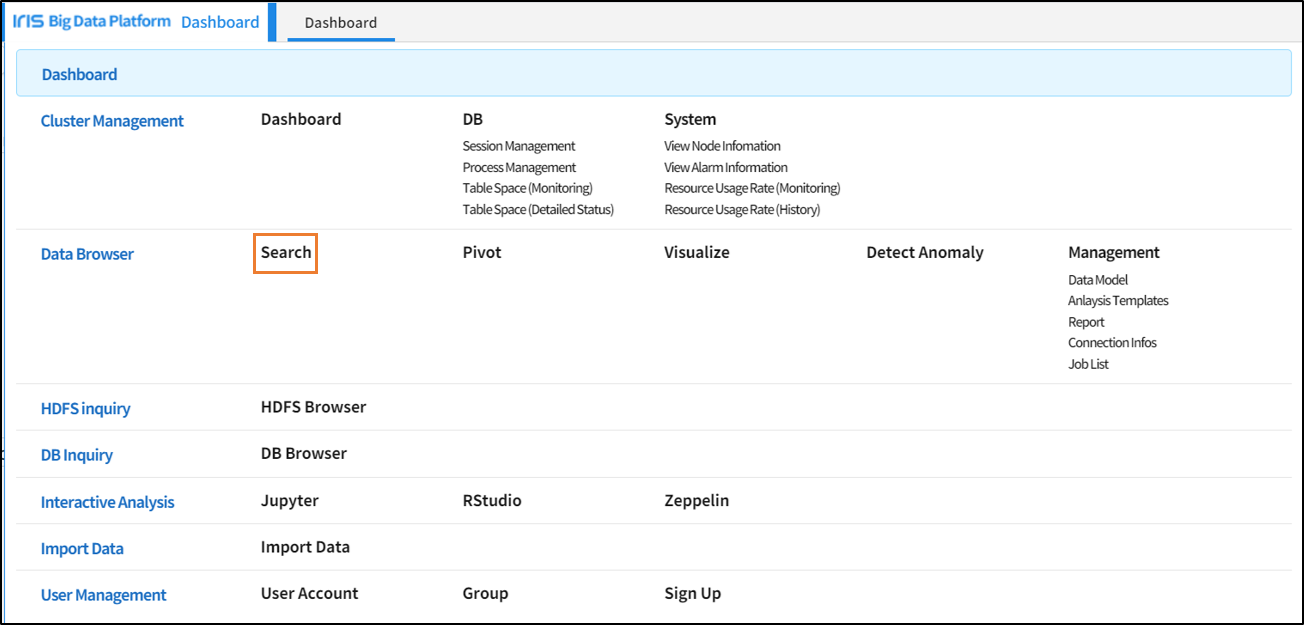 IRIS Big Data Platform Dashboard Dashboard
Dashboard
Cluster Management Dashboard DB System
Session Management View Node Infomation
Process Management View Alarm Information
Table Space (Monitoring) Resource Usage Rate (Monitoring)
Table Space (Detailed Status) Resource Usage Rate (History)
Data Browser Search Pivot Visualize Detect Anomaly Management
Data Model
Anlaysis Templates
Report
Connection Infos
Job List
HDFS inquiry HDFS Browser
DB Inquiry DB Browser
Interactive Analysis Jupyter RStudio Zeppelin
Import Data Import Data
User Management User Account Group Sign Up